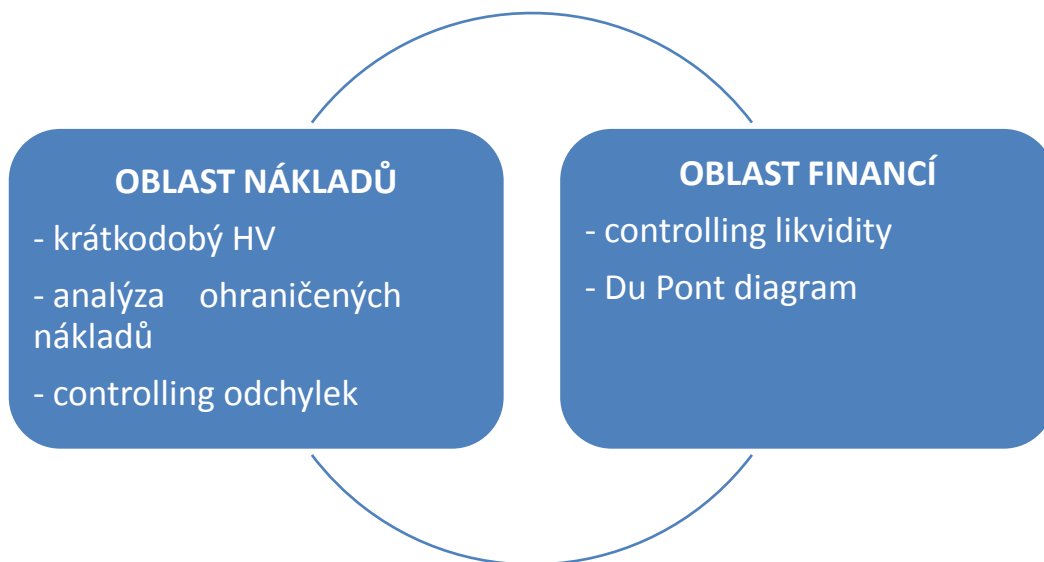 OBLAST NÁKLADŮ
- krátkodobý HV
- analýza ohraničených
nákladů
- controlling odchylek
OBLAST FINANCÍ
- controlling likvidity
- Du Pont diagram